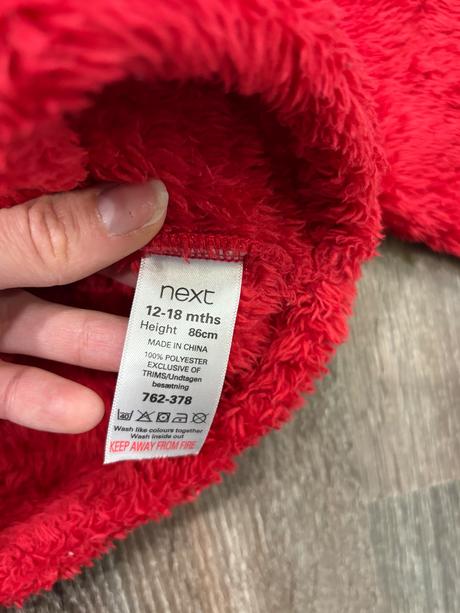 next
12-18 mths
Height 86cm
MADE IN CHINA
100% POLYESTER
EXCLUSIVE OF
TRIMS/Undtagen
besætning
762-378
40
Wash like colours together
Wash inside out
KEEP AWAY FROM FIRE